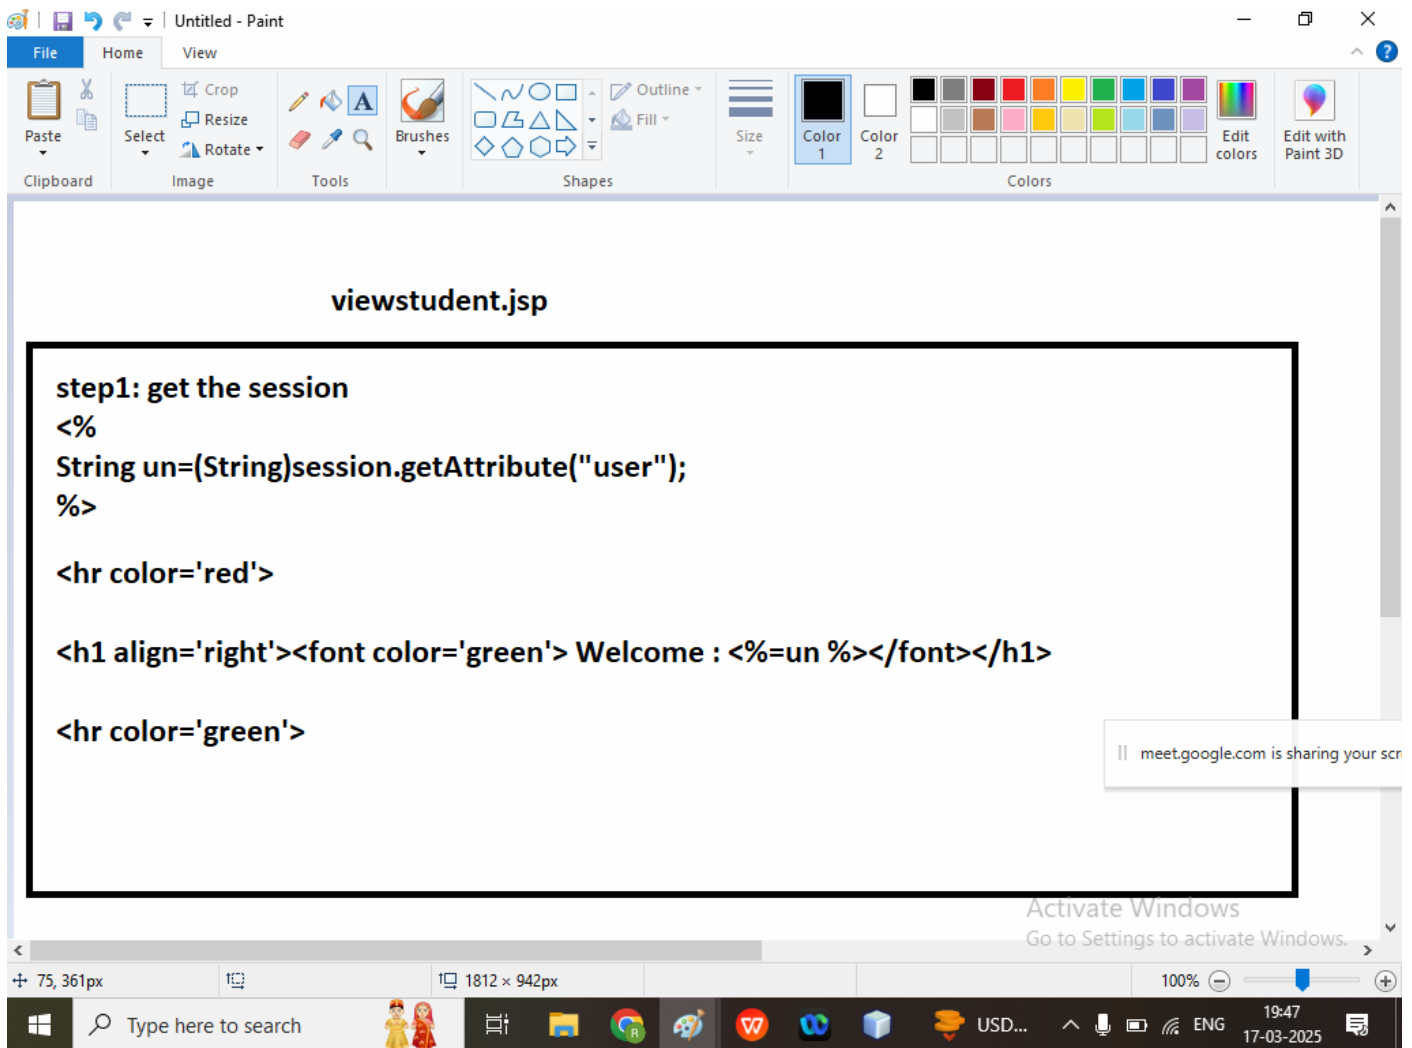 Untitled - Paint
File Home View
Paste
Clipboard
Select
Crop
Resize
Rotate
Image
A
Tools
Brushes
Outline
Fill
Shapes
Size
Color 1
Color 2
Edit colors
Edit with Paint 3D
Colors
viewstudent.jsp
step1: get the session
<%
String un=(String)session.getAttribute("user");
%>
<hr color='red'>
<h1 align='right'><font color='green'> Welcome : <%=un %></font></h1>
<hr color='green'>
meet.google.com is sharing your scr
Activate Windows
Go to Settings to activate Windows.
75, 361px
1812 × 942px
100%
Type here to search
USD...
ENG
19:47
17-03-2025